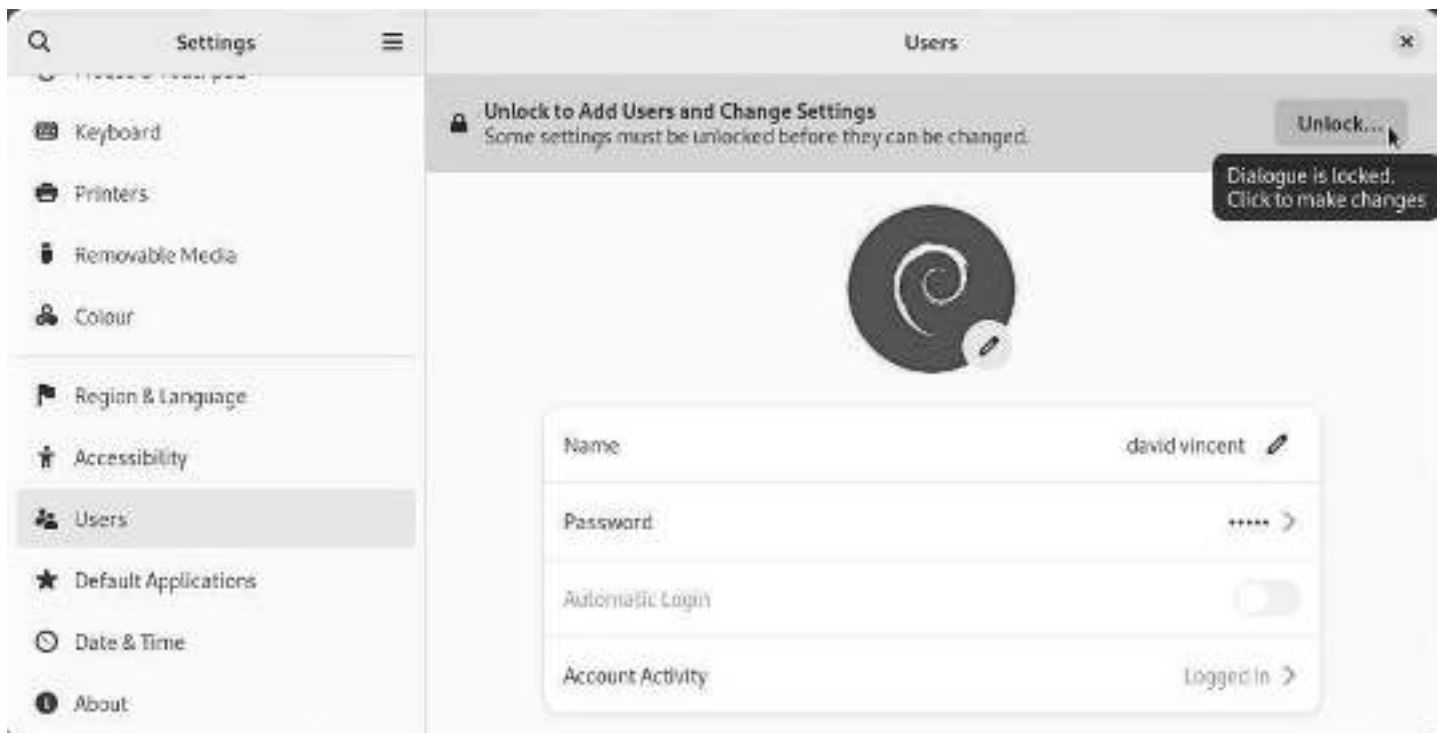 Settings
Keyboard
Printers
Removable Media
Colour
Region & Language
Accessibility
Users
Default Applications
Date & Time
About
Users
Unlock to Add Users and Change Settings
Some settings must be unlocked before they can be changed.
Unlock...
Dialogue is locked.
Click to make changes
Name
david vincent
Password
•••••
Automatic Login
Account Activity
Logged in